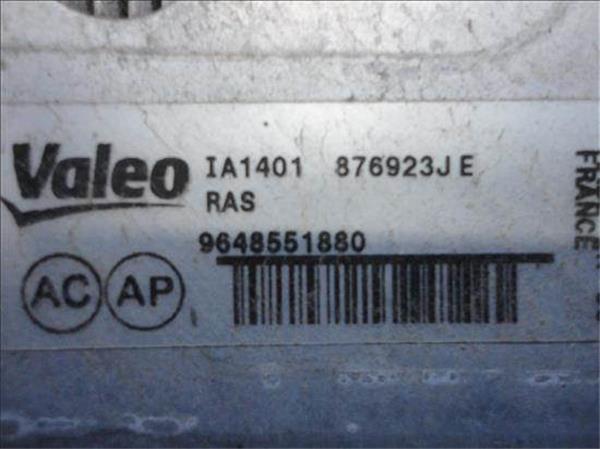 Valeo IA1401 876923J E
RAS
9648551880
AC AP
FRANCE